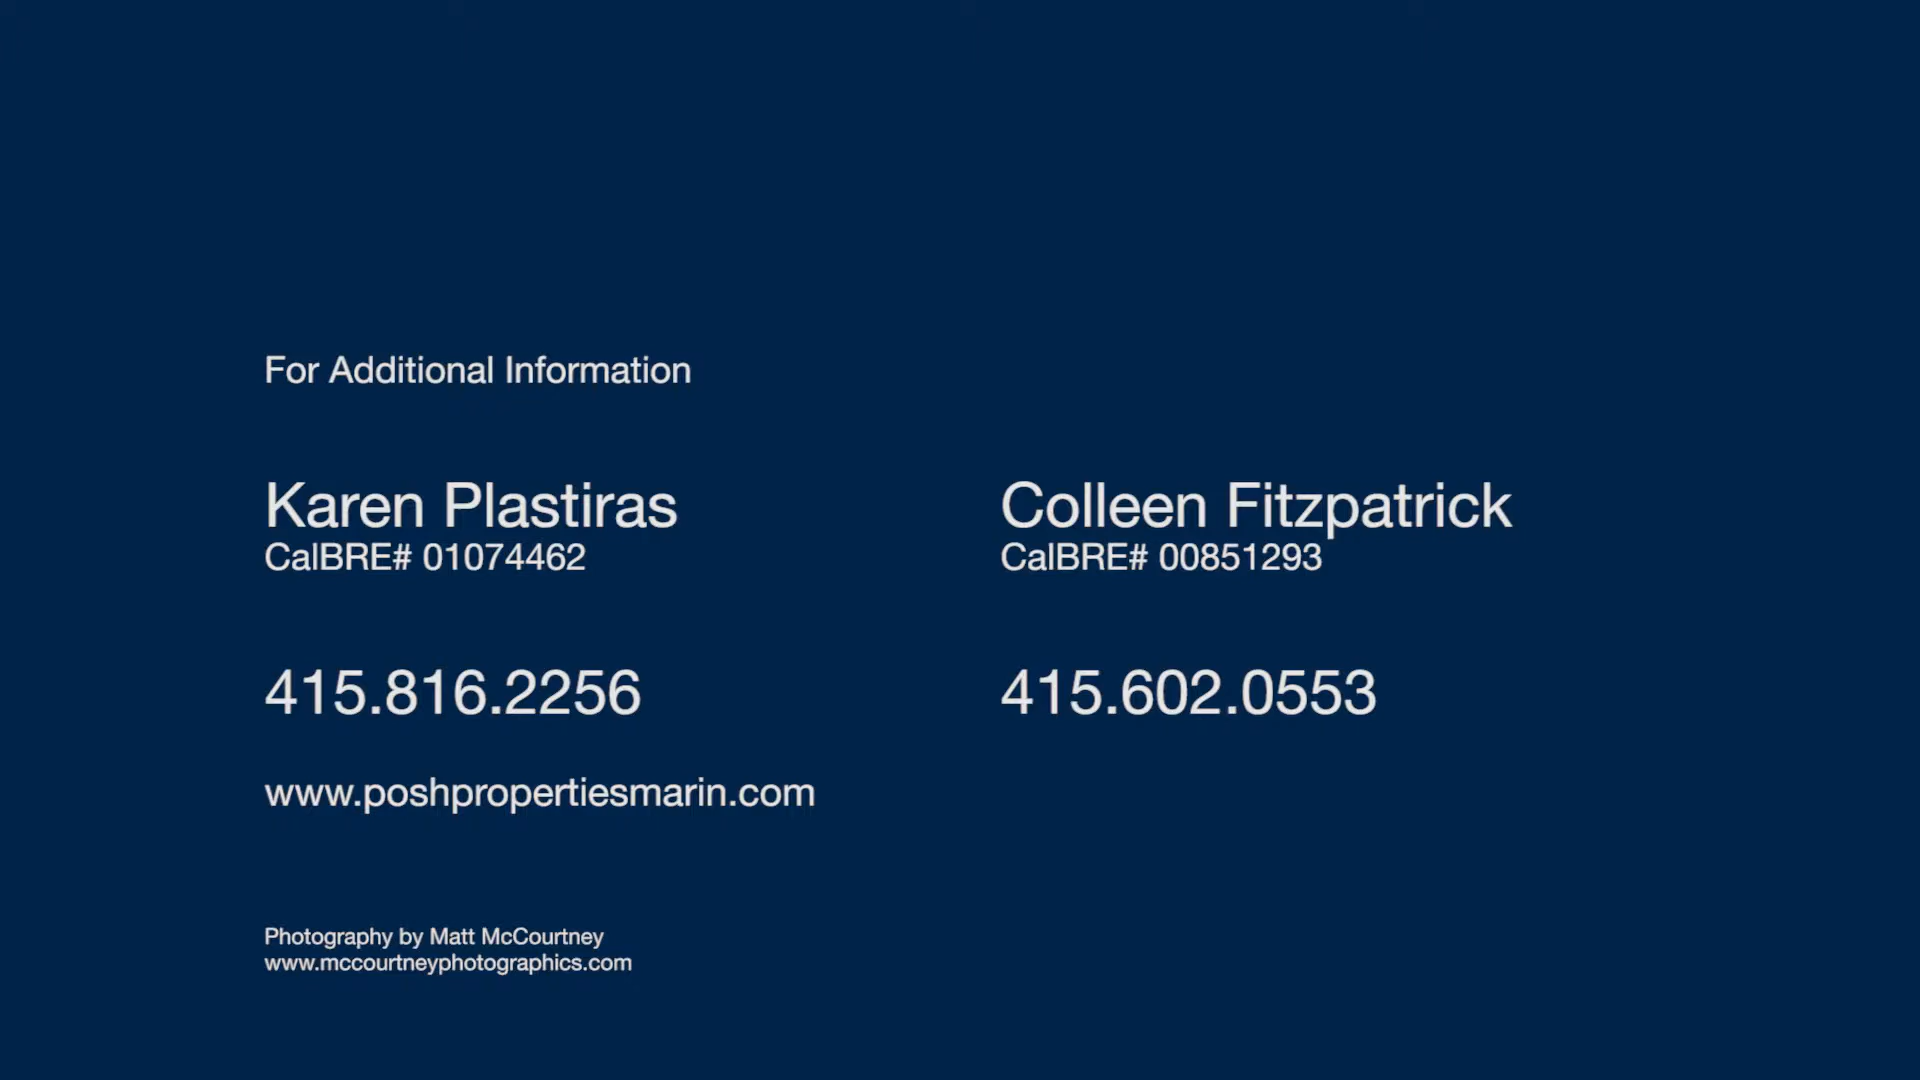 For Additional Information
Karen Plastiras
CalBRE# 01074462
415.816.2256
www.poshpropertiesmarin.com
Colleen Fitzpatrick
CalBRE# 00851293
415.602.0553
Photography by Matt McCourtney
www.mccourtneyphotographics.com